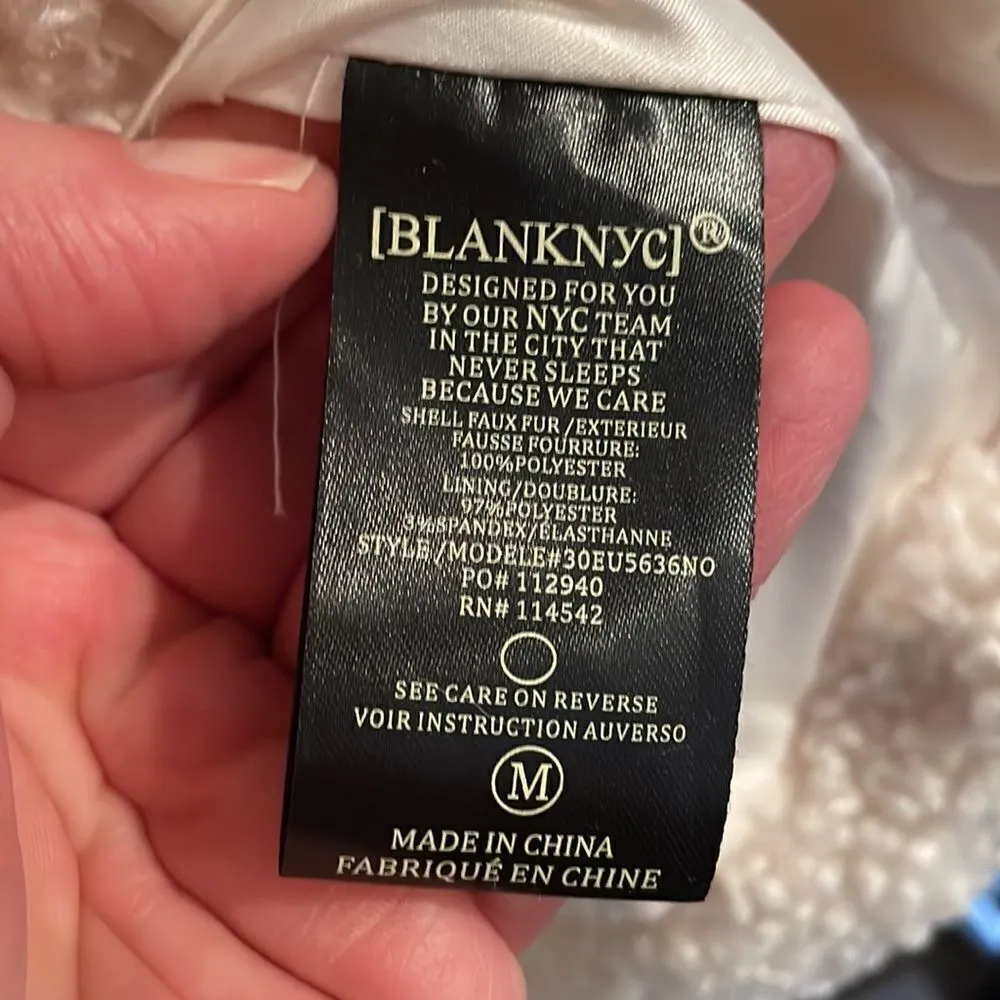 [BLANKNYC]®
DESIGNED FOR YOU
BY OUR NYC TEAM
IN THE CITY THAT
NEVER SLEEPS
BECAUSE WE CARE
SHELL FAUX FUR /EXTERIEUR
FAUSSE FOURRURE:
100%POLYESTER
LINING/DOUBLURE:
97%POLYESTER
3%SPANDEX/ELASTHANNE
STYLE /MODELE#30EU5636NO
PO# 112940
RN# 114542
SEE CARE ON REVERSE
VOIR INSTRUCTION AUVERSO
M
MADE IN CHINA
FABRIQUÉ EN CHINE